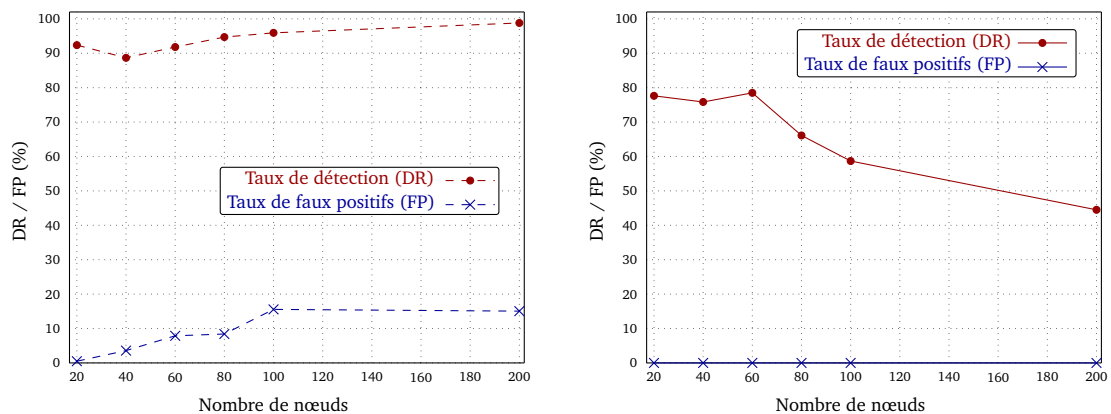 100
90
80
70
60
50
40
30
20
10
0
DR / FP (%)
Taux de détection (DR)
Taux de faux positifs (FP)
20 40 60 80 100 120 140 160 180 200
Nombre de nœuds
100
90
80
70
60
50
40
30
20
10
0
DR / FP (%)
Taux de détection (DR)
Taux de faux positifs (FP)
20 40 60 80 100 120 140 160 180 200
Nombre de nœuds